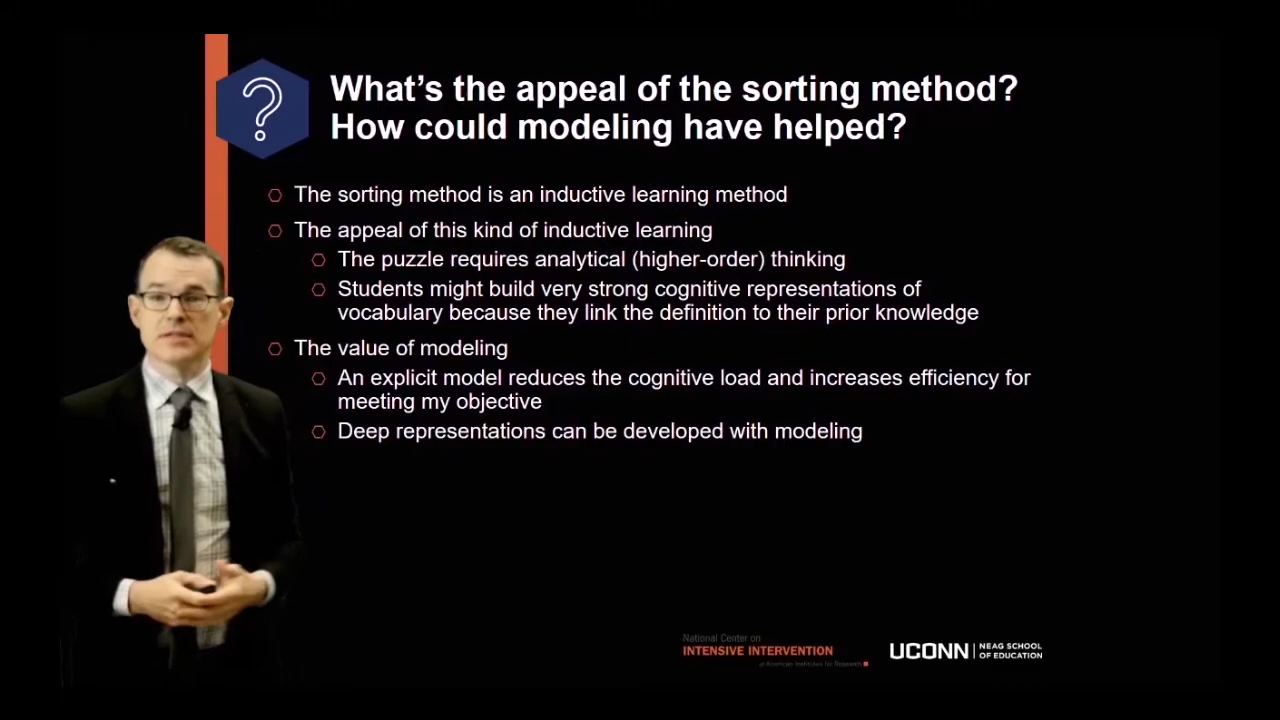 What's the appeal of the sorting method?
How could modeling have helped?
The sorting method is an inductive learning method
The appeal of this kind of inductive learning
The puzzle requires analytical (higher-order) thinking
Students might build very strong cognitive representations of
vocabulary because they link the definition to their prior knowledge
The value of modeling
An explicit model reduces the cognitive load and increases efficiency for
meeting my objective
Deep representations can be developed with modeling
National Center on
INTENSIVE INTERVENTION
at American Institutes for Research
UCONN
NEAG SCHOOL
OF EDUCATION